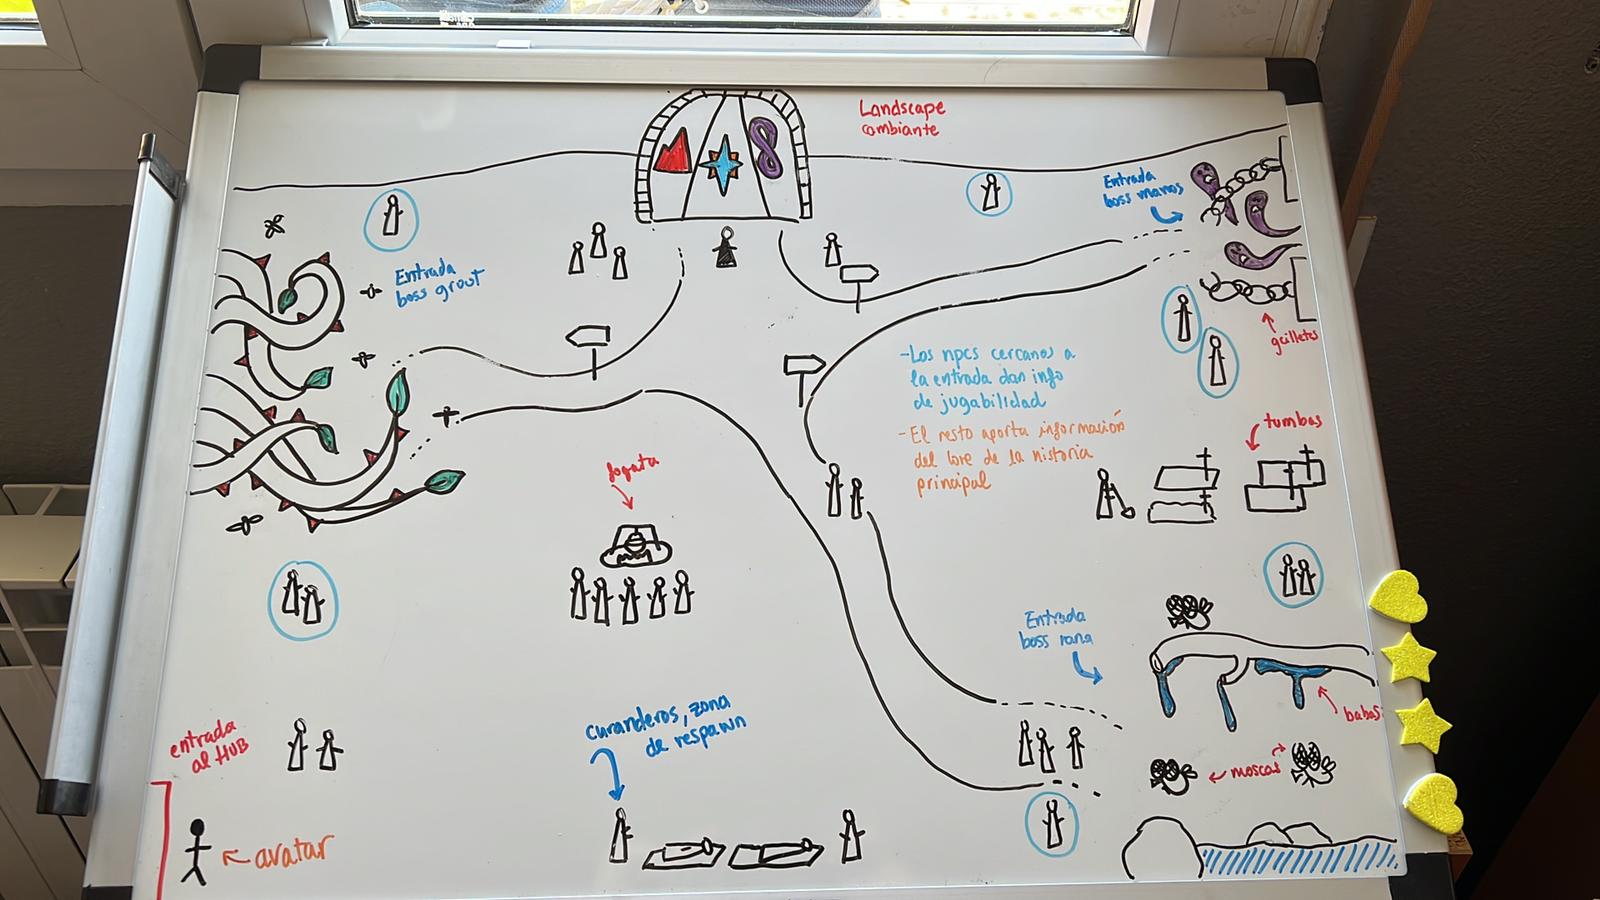 Landscape
cambiante
Entrada
boss manos
Entrada
boss groot
grilletes
-Los npcs cercanos a
la entrada dan info
de jugabilidad
-El resto aporta información
del lore de la historia
principal
tumbas
fogata
Entrada
boss rana
babas
moscas
curanderos, zona
de respawn
entrada
al HUB
avatar